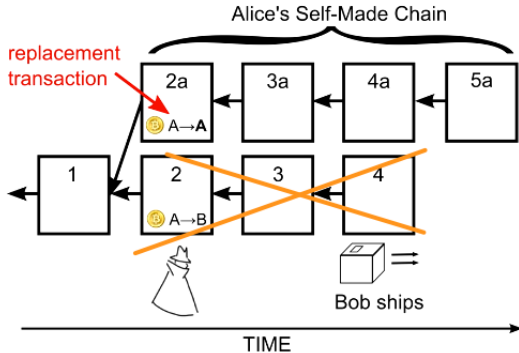 Alice's Self-Made Chain
replacement
transaction
2a
3a
4a
5a
A→A
1
2
3
4
A→B
Bob ships
TIME